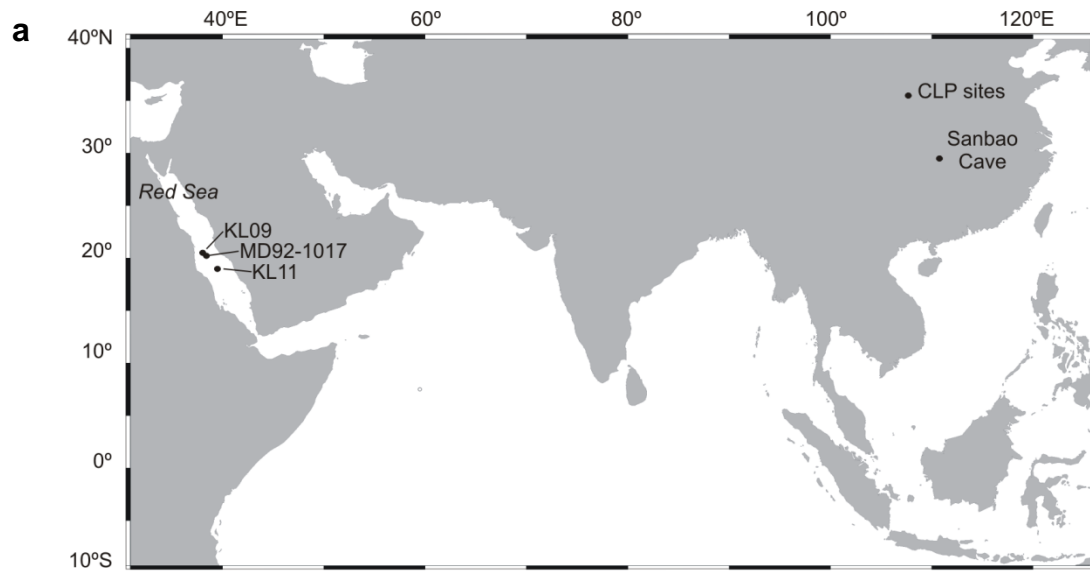 a
40ºE 60º 80º 100º 120ºE
40ºN
CLP sites
30º
Sanbao
Cave
Red Sea
KL09
20º
MD92-1017
KL11
10º
0º
10ºS